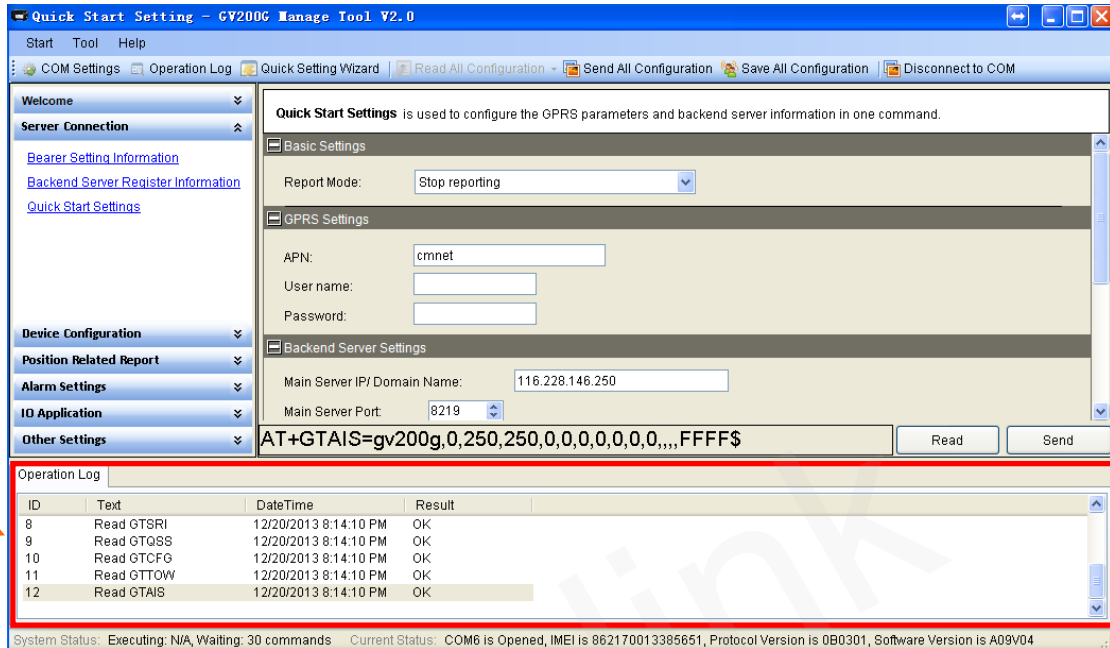 Quick Start Setting - GV200G Manage Tool V2.0
Start Tool Help
COM Settings Operation Log Quick Setting Wizard Read All Configuration Send All Configuration Save All Configuration Disconnect to COM
Welcome
Server Connection
Bearer Setting Information
Backend Server Register Information
Quick Start Settings
Device Configuration
Position Related Report
Alarm Settings
IO Application
Other Settings
Quick Start Settings is used to configure the GPRS parameters and backend server information in one command.
Basic Settings
Report Mode: Stop reporting
GPRS Settings
APN: cmnet
User name:
Password:
Backend Server Settings
Main Server IP/ Domain Name: 116.228.146.250
Main Server Port: 8219
AT+GTAIS=gv200g,0,250,250,0,0,0,0,0,0,0,,,,FFFF$ Read Send
Operation Log
ID Text DateTime Result
8 Read GTSRI 12/20/2013 8:14:10 PM OK
9 Read GTQSS 12/20/2013 8:14:10 PM OK
10 Read GTCFG 12/20/2013 8:14:10 PM OK
11 Read GTTOW 12/20/2013 8:14:10 PM OK
12 Read GTAIS 12/20/2013 8:14:10 PM OK
System Status: Executing: N/A, Waiting: 30 commands Current Status: COM6 is Opened, IMEI is 862170013385651, Protocol Version is 0B0301, Software Version is A09V04